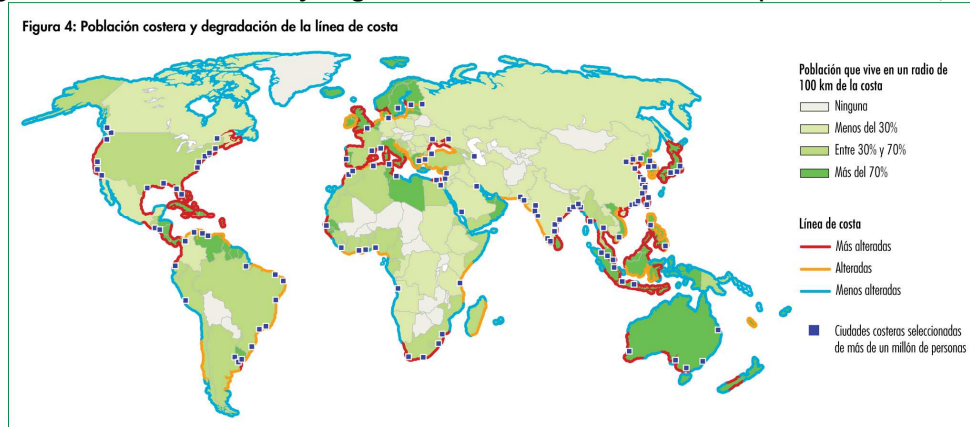 Figura 4: Población costera y degradación de la línea de costa
Población que vive en un radio de
100 km de la costa
Ninguna
Menos del 30%
Entre 30% y 70%
Más del 70%
Línea de costa
Más alteradas
Alteradas
Menos alteradas
Ciudades costeras seleccionadas
de más de un millón de personas